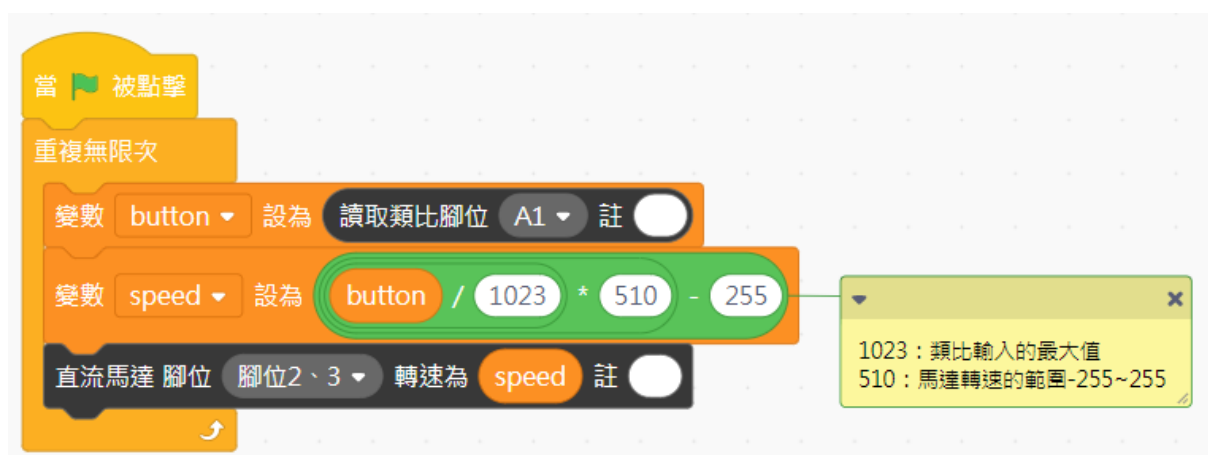 當 被點擊
重複無限次
變數 button 設為 讀取類比腳位 A1 註
變數 speed 設為 button / 1023 * 510 - 255
直流馬達 腳位 腳位2、3 轉速為 speed 註
1023：類比輸入的最大值
510：馬達轉速的範圍-255~255